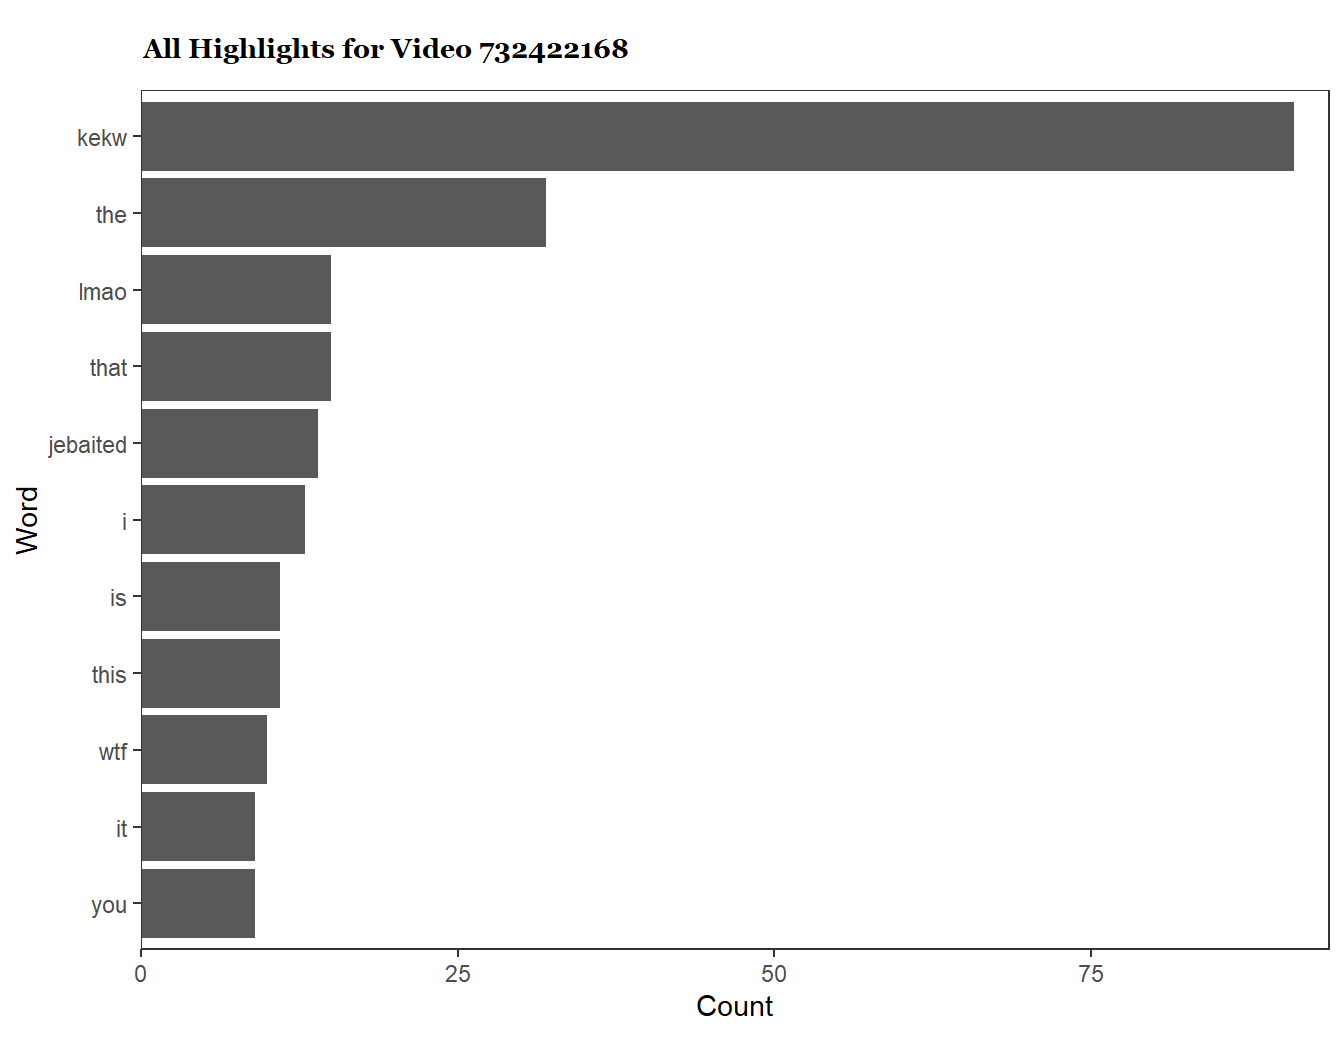 All Highlights for Video 732422168
kekw
the
lmao
that
jebaited
i
is
this
wtf
it
you
Word
0 25 50 75
Count